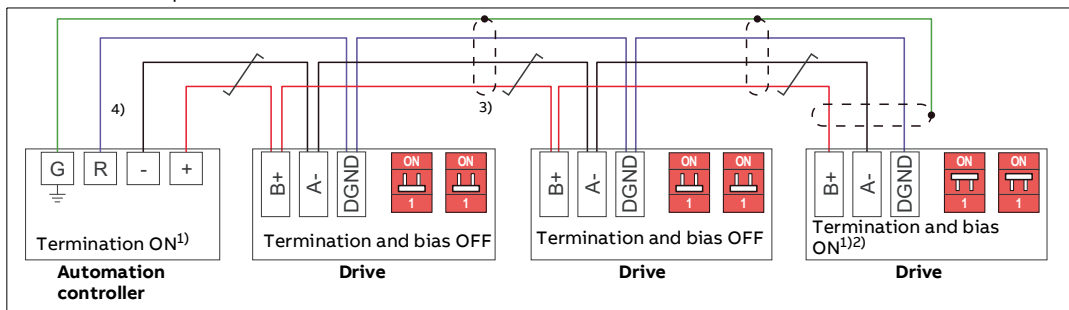 4)
3)
G
R
-
+
B+
A-
DGND
ON
1
ON
1
B+
A-
DGND
ON
1
ON
1
B+
A-
DGND
ON
1
ON
1
Termination ON1)
Termination and bias OFF
Termination and bias OFF
Termination and bias
ON1)2)
Automation
controller
Drive
Drive
Drive